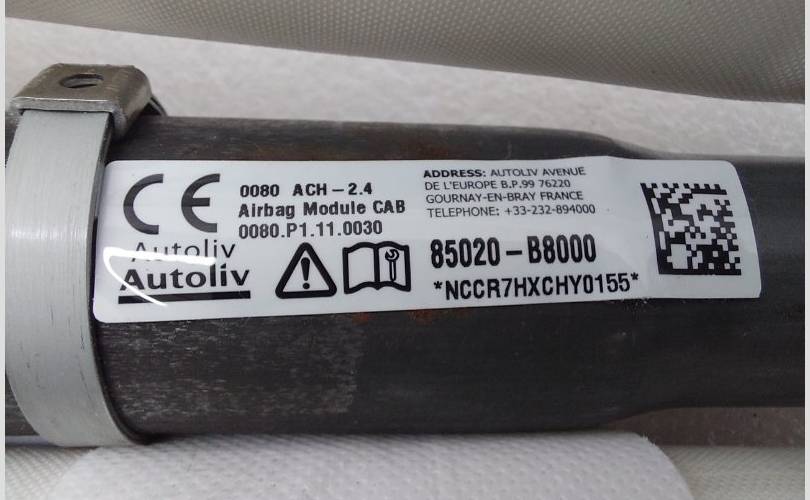 CE
0080 ACH-2.4
Airbag Module CAB
0080.P1.11.0030
Autoliv
Autoliv
ADDRESS: AUTOLIV AVENUE
DE L'EUROPE B.P.99 76220
GOURNAY-EN-BRAY FRANCE
TELEPHONE: +33-232-894000
85020-B8000
*NCCR7HXCHY0155*